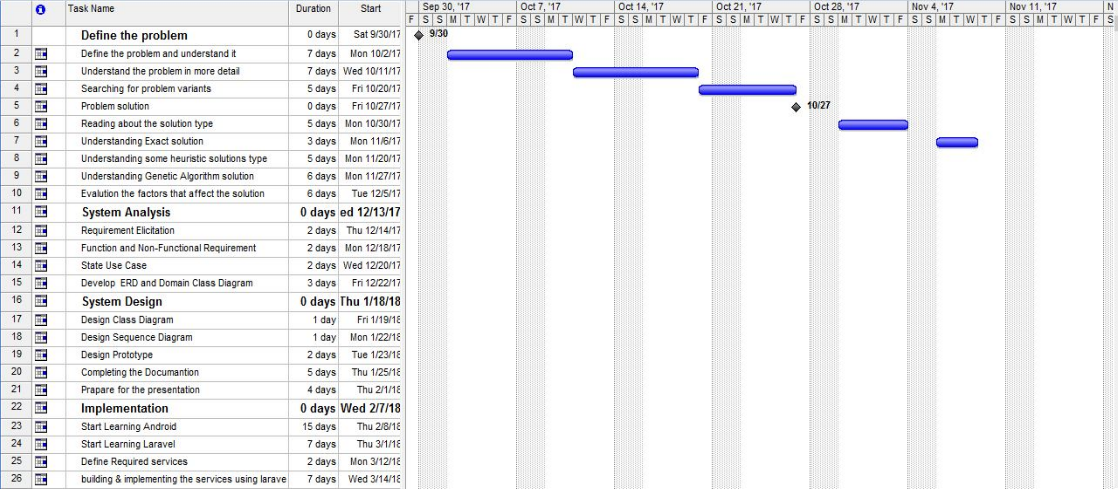 Task Name Duration Start Sep 30, '17 Oct 7, '17 Oct 14, '17 Oct 21, '17 Oct 28, '17 Nov 4, '17 Nov 11, '17 N
F S S M T W T F S S M T W T F S S M T W T F S S M T W T F S S M T W T F S S M T W T F S S M T W T F S
1 Define the problem 0 days Sat 9/30/17 9/30
2 Define the problem and understand it 7 days Mon 10/2/17
3 Understand the problem in more detail 7 days Wed 10/11/17
4 Searching for problem variants 5 days Fri 10/20/17
5 Problem solution 0 days Fri 10/27/17 10/27
6 Reading about the solution type 5 days Mon 10/30/17
7 Understanding Exact solution 3 days Mon 11/6/17
8 Understanding some heuristic solutions type 5 days Mon 11/20/17
9 Understanding Genetic Algorithm solution 6 days Mon 11/27/17
10 Evalution the factors that affect the solution 6 days Tue 12/5/17
11 System Analysis 0 days ed 12/13/17
12 Requirement Elicitation 2 days Thu 12/14/17
13 Function and Non-Functional Requirement 2 days Mon 12/18/17
14 State Use Case 2 days Wed 12/20/17
15 Develop ERD and Domain Class Diagram 3 days Fri 12/22/17
16 System Design 0 days Thu 1/18/18
17 Design Class Diagram 1 day Fri 1/19/18
18 Design Sequence Diagram 1 day Mon 1/22/18
19 Design Prototype 2 days Tue 1/23/18
20 Completing the Documantion 5 days Thu 1/25/18
21 Prapare for the presentation 4 days Thu 2/1/18
22 Implementation 0 days Wed 2/7/18
23 Start Learning Android 15 days Thu 2/8/18
24 Start Learning Laravel 7 days Thu 3/1/18
25 Define Required services 2 days Mon 3/12/18
26 building & implementing the services using larave 7 days Wed 3/14/18